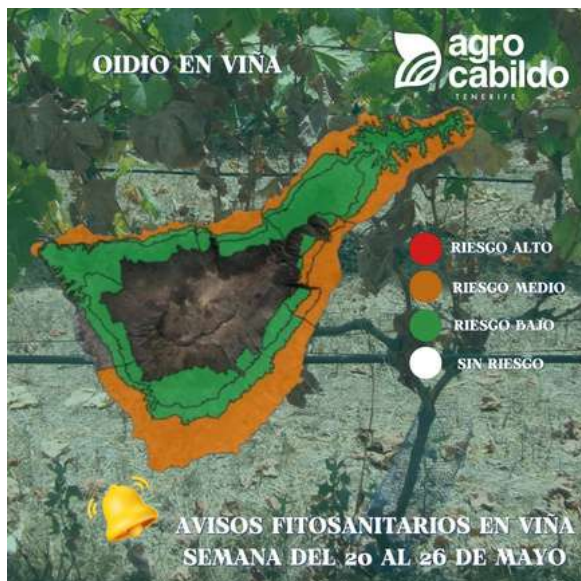 OIDIO EN VIÑA
agro
cabildo
TENERIFE
RIESGO ALTO
RIESGO MEDIO
RIESGO BAJO
SIN RIESGO
AVISOS FITOSANITARIOS EN VIÑA
SEMANA DEL 20 AL 26 DE MAYO